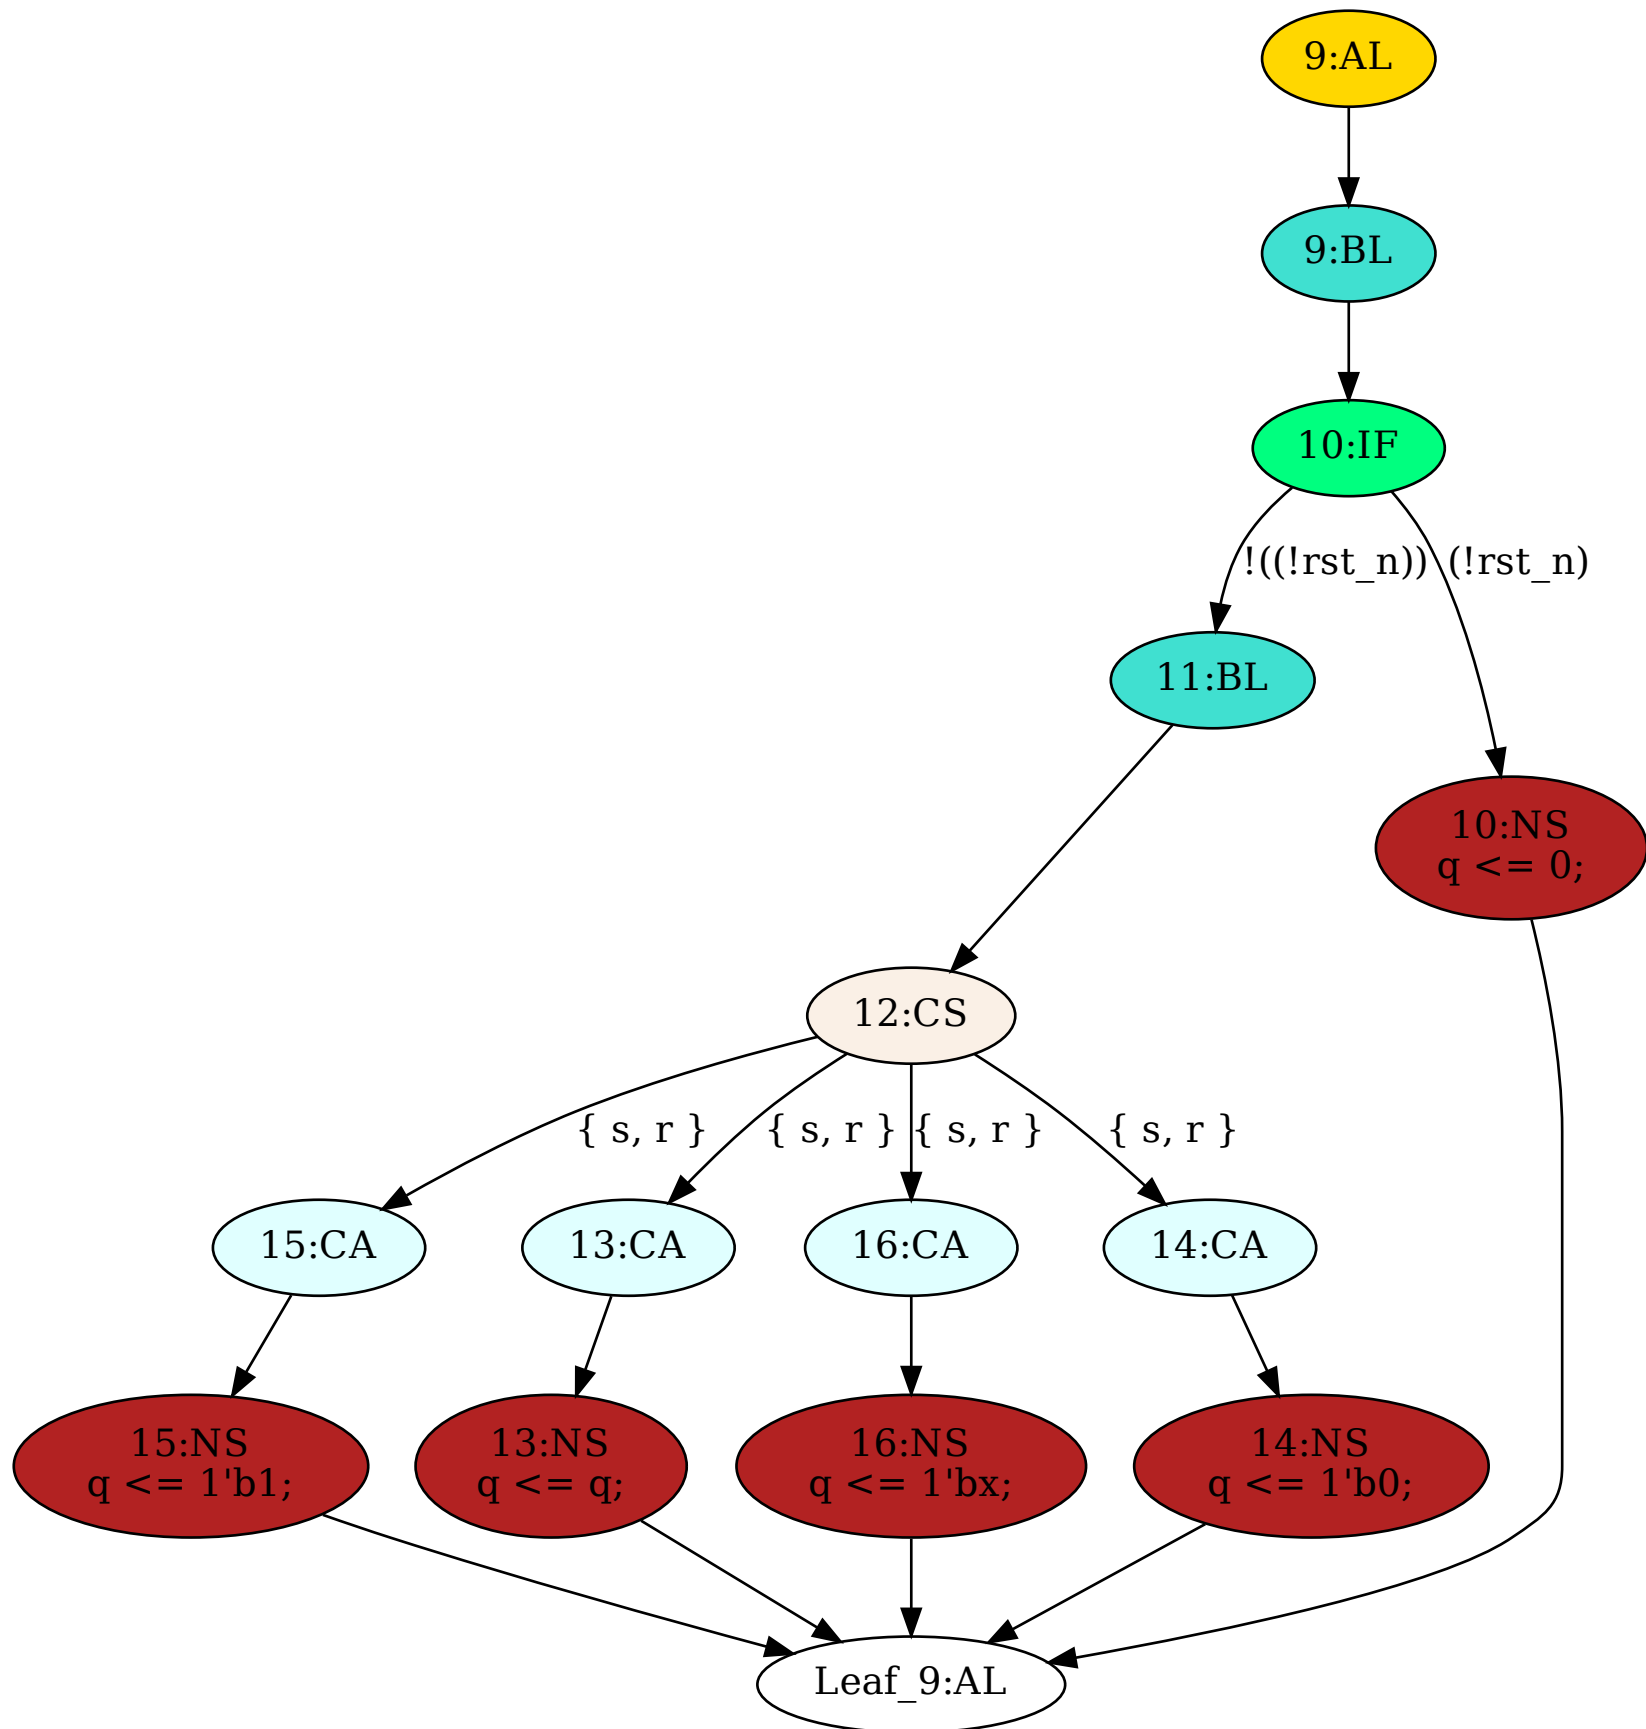 9:AL
9:BL
10:IF
!((!rst_n))
(!rst_n)
11:BL
10:NS
q <= 0;
12:CS
{ s, r }
{ s, r }
{ s, r }
{ s, r }
15:CA
13:CA
16:CA
14:CA
15:NS
q <= 1'b1;
13:NS
q <= q;
16:NS
q <= 1'bx;
14:NS
q <= 1'b0;
Leaf_9:AL